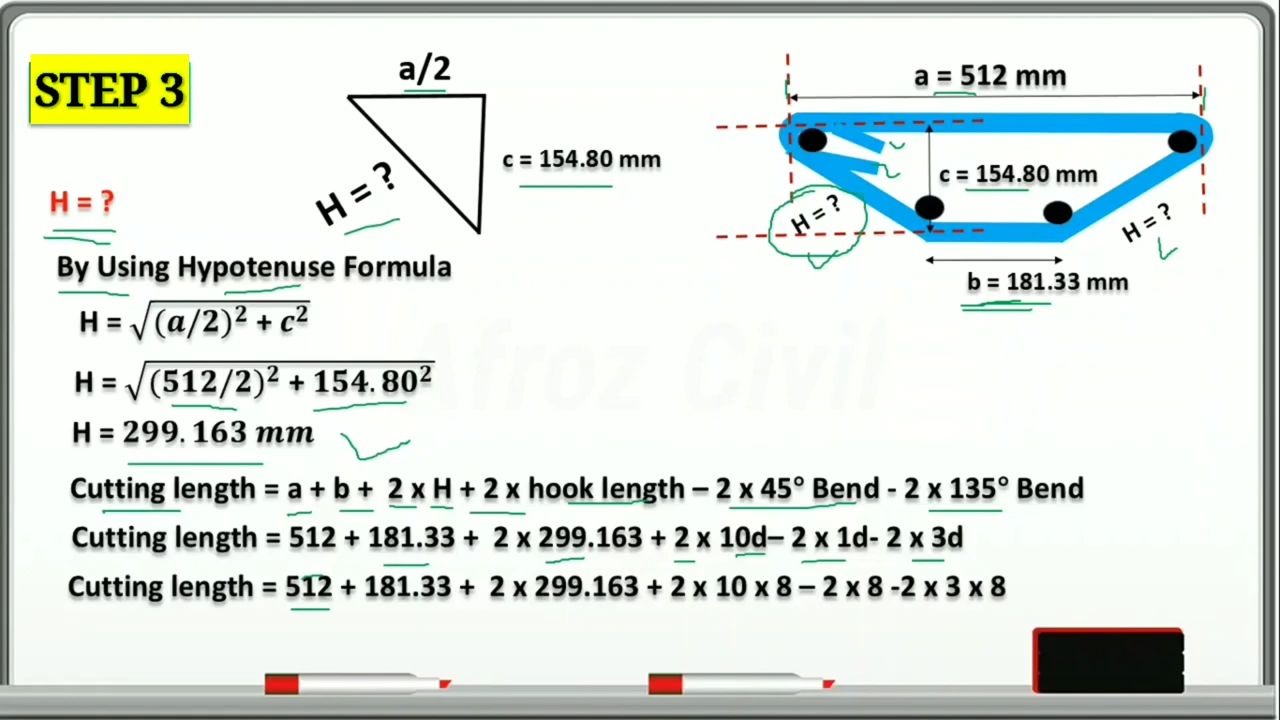 STEP 3
a/2
c = 154.80 mm
H = ?
H = ?
By Using Hypotenuse Formula
H = √(a/2)² + c²
H = √(512/2)² + 154.80²
H = 299.163 mm
a = 512 mm
c = 154.80 mm
H = ?
H = ?
b = 181.33 mm
Afroz Civil
Cutting length = a + b + 2 x H + 2 x hook length – 2 x 45° Bend - 2 x 135° Bend
Cutting length = 512 + 181.33 + 2 x 299.163 + 2 x 10d– 2 x 1d- 2 x 3d
Cutting length = 512 + 181.33 + 2 x 299.163 + 2 x 10 x 8 – 2 x 8 -2 x 3 x 8